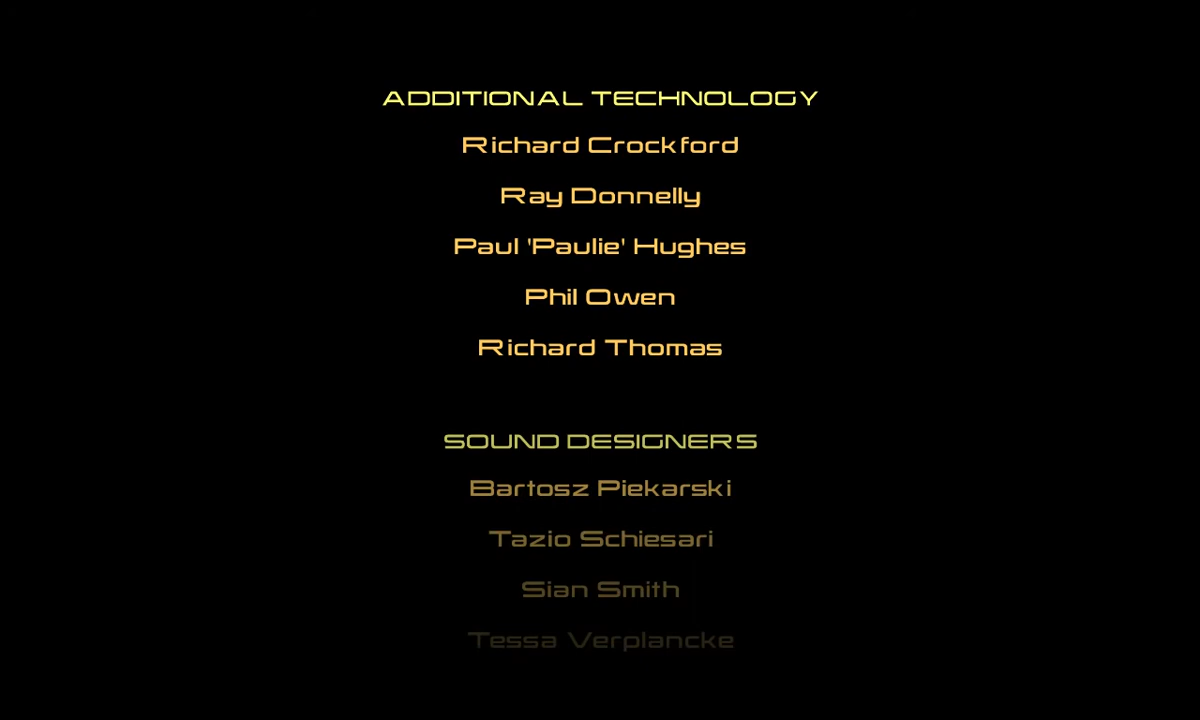 ADDITIONAL TECHNOLOGY
Richard Crockford
Ray Donnelly
Paul 'Paulie' Hughes
Phil Owen
Richard Thomas
SOUND DESIGNERS
Bartosz Piekarski
Tazio Schiesari
Sian Smith
Tessa Verplancke